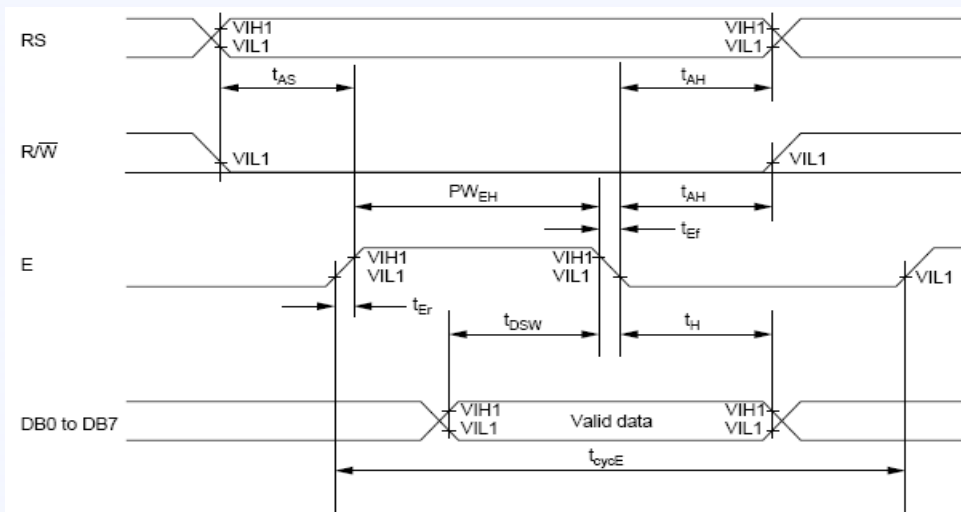 RS
VIH1
VIL1
VIH1
VIL1
tAS
tAH
R/W̅
VIL1
VIL1
PWEH
tAH
tEf
E
VIH1
VIL1
VIH1
VIL1
VIL1
tEr
tDSW
tH
DB0 to DB7
VIH1
VIL1
Valid data
VIH1
VIL1
tcycE